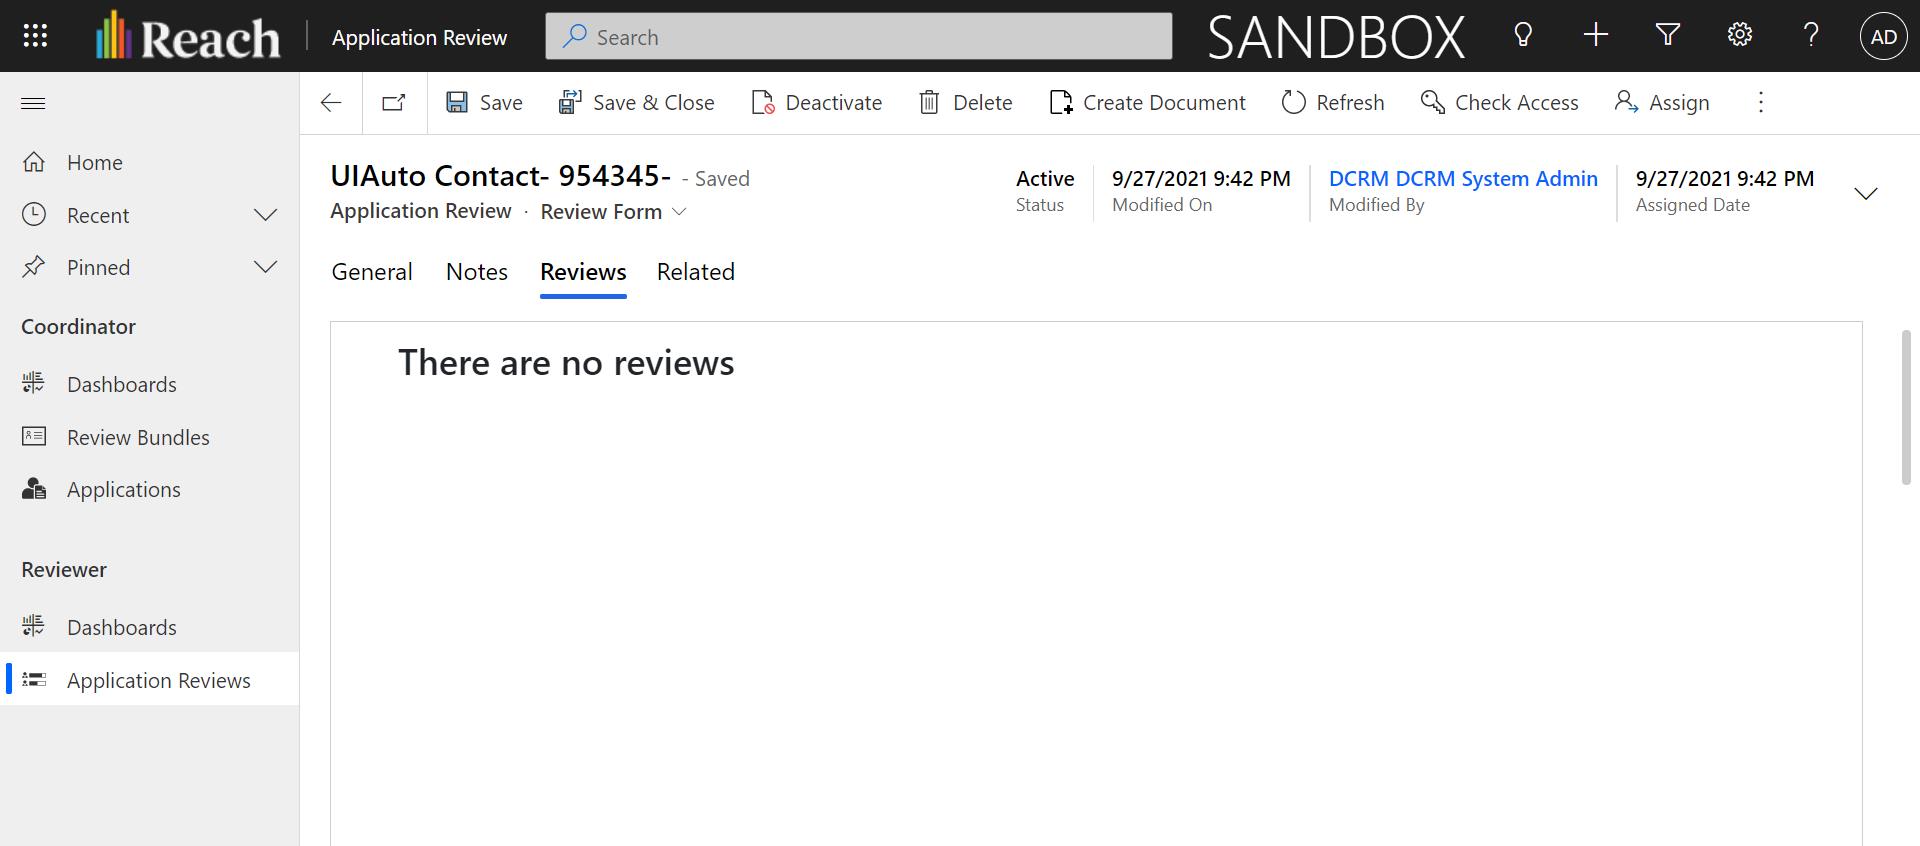 Reach
Application Review
Search
SANDBOX
AD
Save
Save & Close
Deactivate
Delete
Create Document
Refresh
Check Access
Assign
Home
Recent
Pinned
Coordinator
Dashboards
Review Bundles
Applications
Reviewer
Dashboards
Application Reviews
UIAuto Contact- 954345- - Saved
Application Review · Review Form
Active
Status
9/27/2021 9:42 PM
Modified On
DCRM DCRM System Admin
Modified By
9/27/2021 9:42 PM
Assigned Date
General
Notes
Reviews
Related
There are no reviews